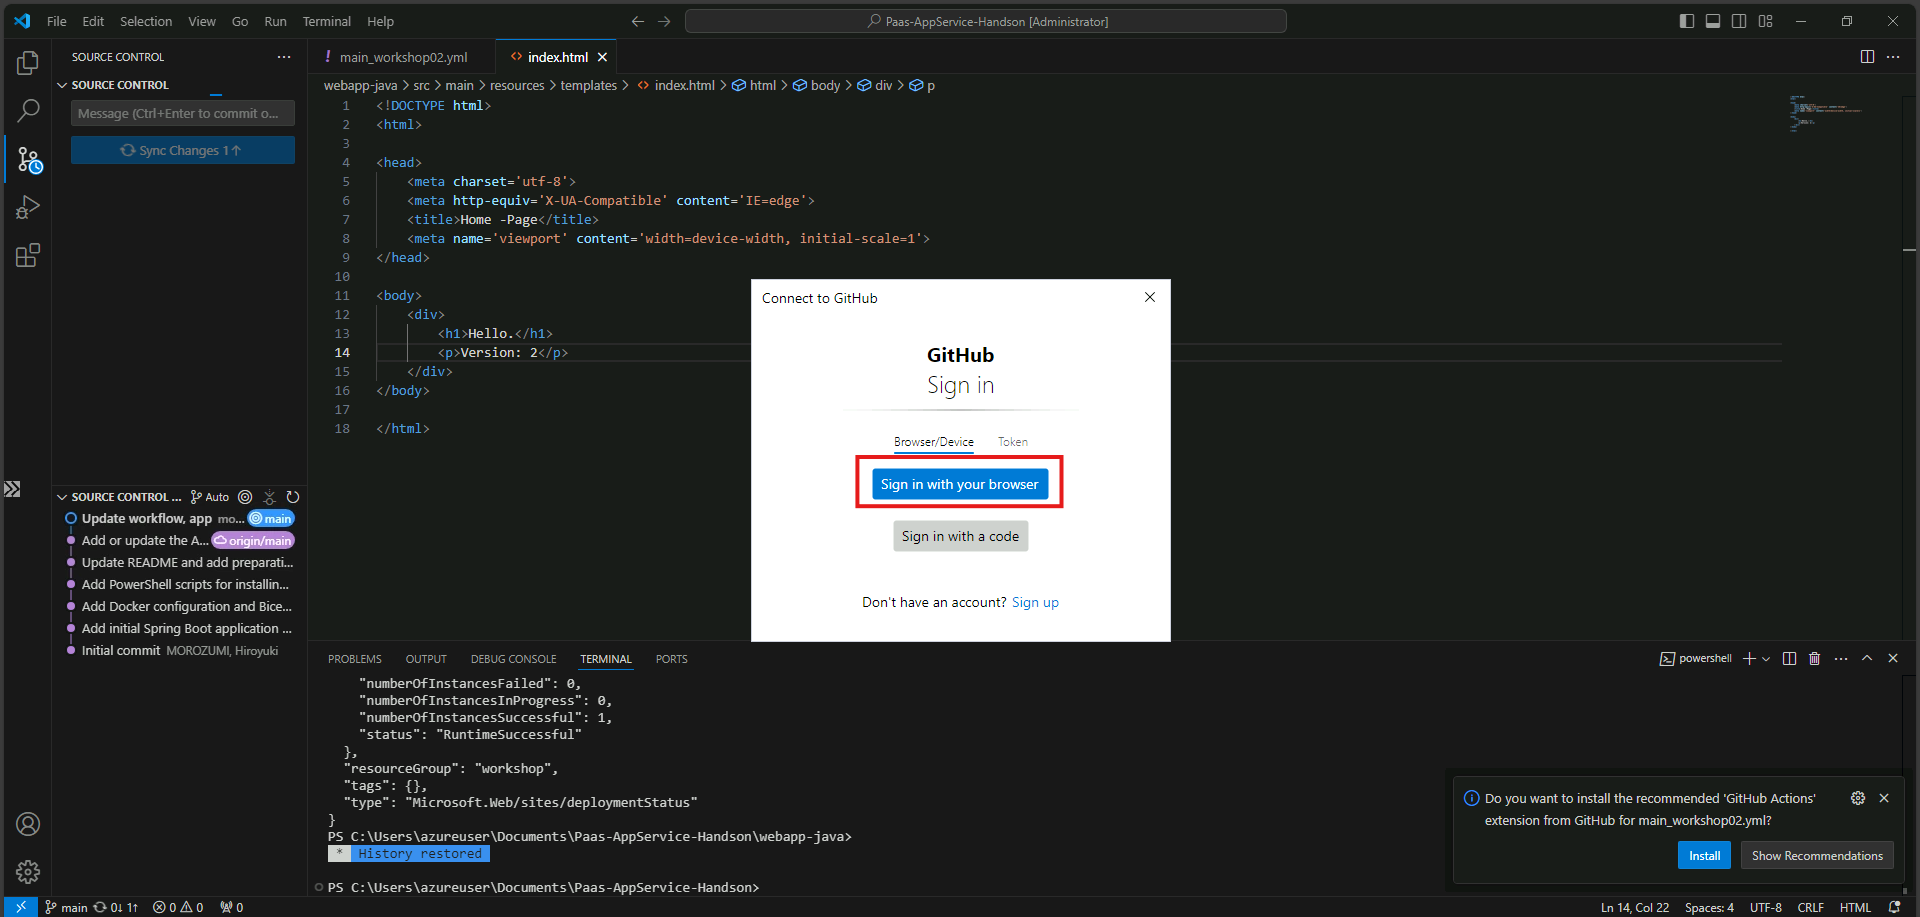 File Edit Selection View Go Run Terminal Help
Paas-AppService-Handson [Administrator]
SOURCE CONTROL
SOURCE CONTROL
Message (Ctrl+Enter to commit o...
Sync Changes 1↑
main_workshop02.yml
index.html
webapp-java > src > main > resources > templates > index.html > html > body > div > p
1 <!DOCTYPE html>
2 <html>
3
4 <head>
5 <meta charset='utf-8'>
6 <meta http-equiv='X-UA-Compatible' content='IE=edge'>
7 <title>Home -Page</title>
8 <meta name='viewport' content='width=device-width, initial-scale=1'>
9 </head>
10
11 <body>
12 <div>
13 <h1>Hello.</h1>
14 <p>Version: 2</p>
15 </div>
16 </body>
17
18 </html>
Connect to GitHub
GitHub
Sign in
Browser/Device Token
Sign in with your browser
Sign in with a code
Don't have an account? Sign up
SOURCE CONTROL ... Auto
Update workflow, app mo... main
Add or update the A... origin/main
Update README and add preparati...
Add PowerShell scripts for installin...
Add Docker configuration and Bice...
Add initial Spring Boot application ...
Initial commit MOROZUMI, Hiroyuki
PROBLEMS OUTPUT DEBUG CONSOLE TERMINAL PORTS
powershell
"numberOfInstancesFailed": 0,
"numberOfInstancesInProgress": 0,
"numberOfInstancesSuccessful": 1,
"status": "RuntimeSuccessful"
},
"resourceGroup": "workshop",
"tags": {},
"type": "Microsoft.Web/sites/deploymentStatus"
}
PS C:\Users\azureuser\Documents\Paas-AppService-Handson\webapp-java>
* History restored
PS C:\Users\azureuser\Documents\Paas-AppService-Handson>
Do you want to install the recommended 'GitHub Actions'
extension from GitHub for main_workshop02.yml?
Install Show Recommendations
main 0↓ 1↑ 0 0 0
Ln 14, Col 22 Spaces: 4 UTF-8 CRLF HTML